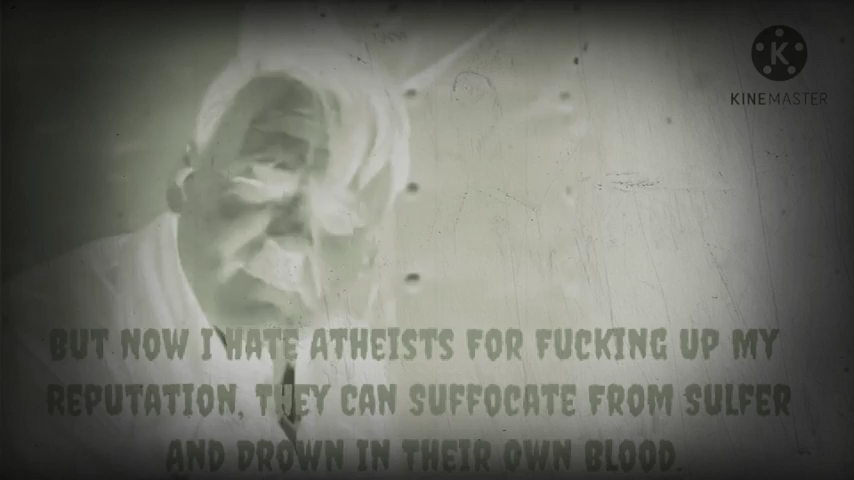 KINEMASTER
BUT NOW I HATE ATHEISTS FOR FUCKING UP MY
REPUTATION, THEY CAN SUFFOCATE FROM SULFER
AND DROWN IN THEIR OWN BLOOD.